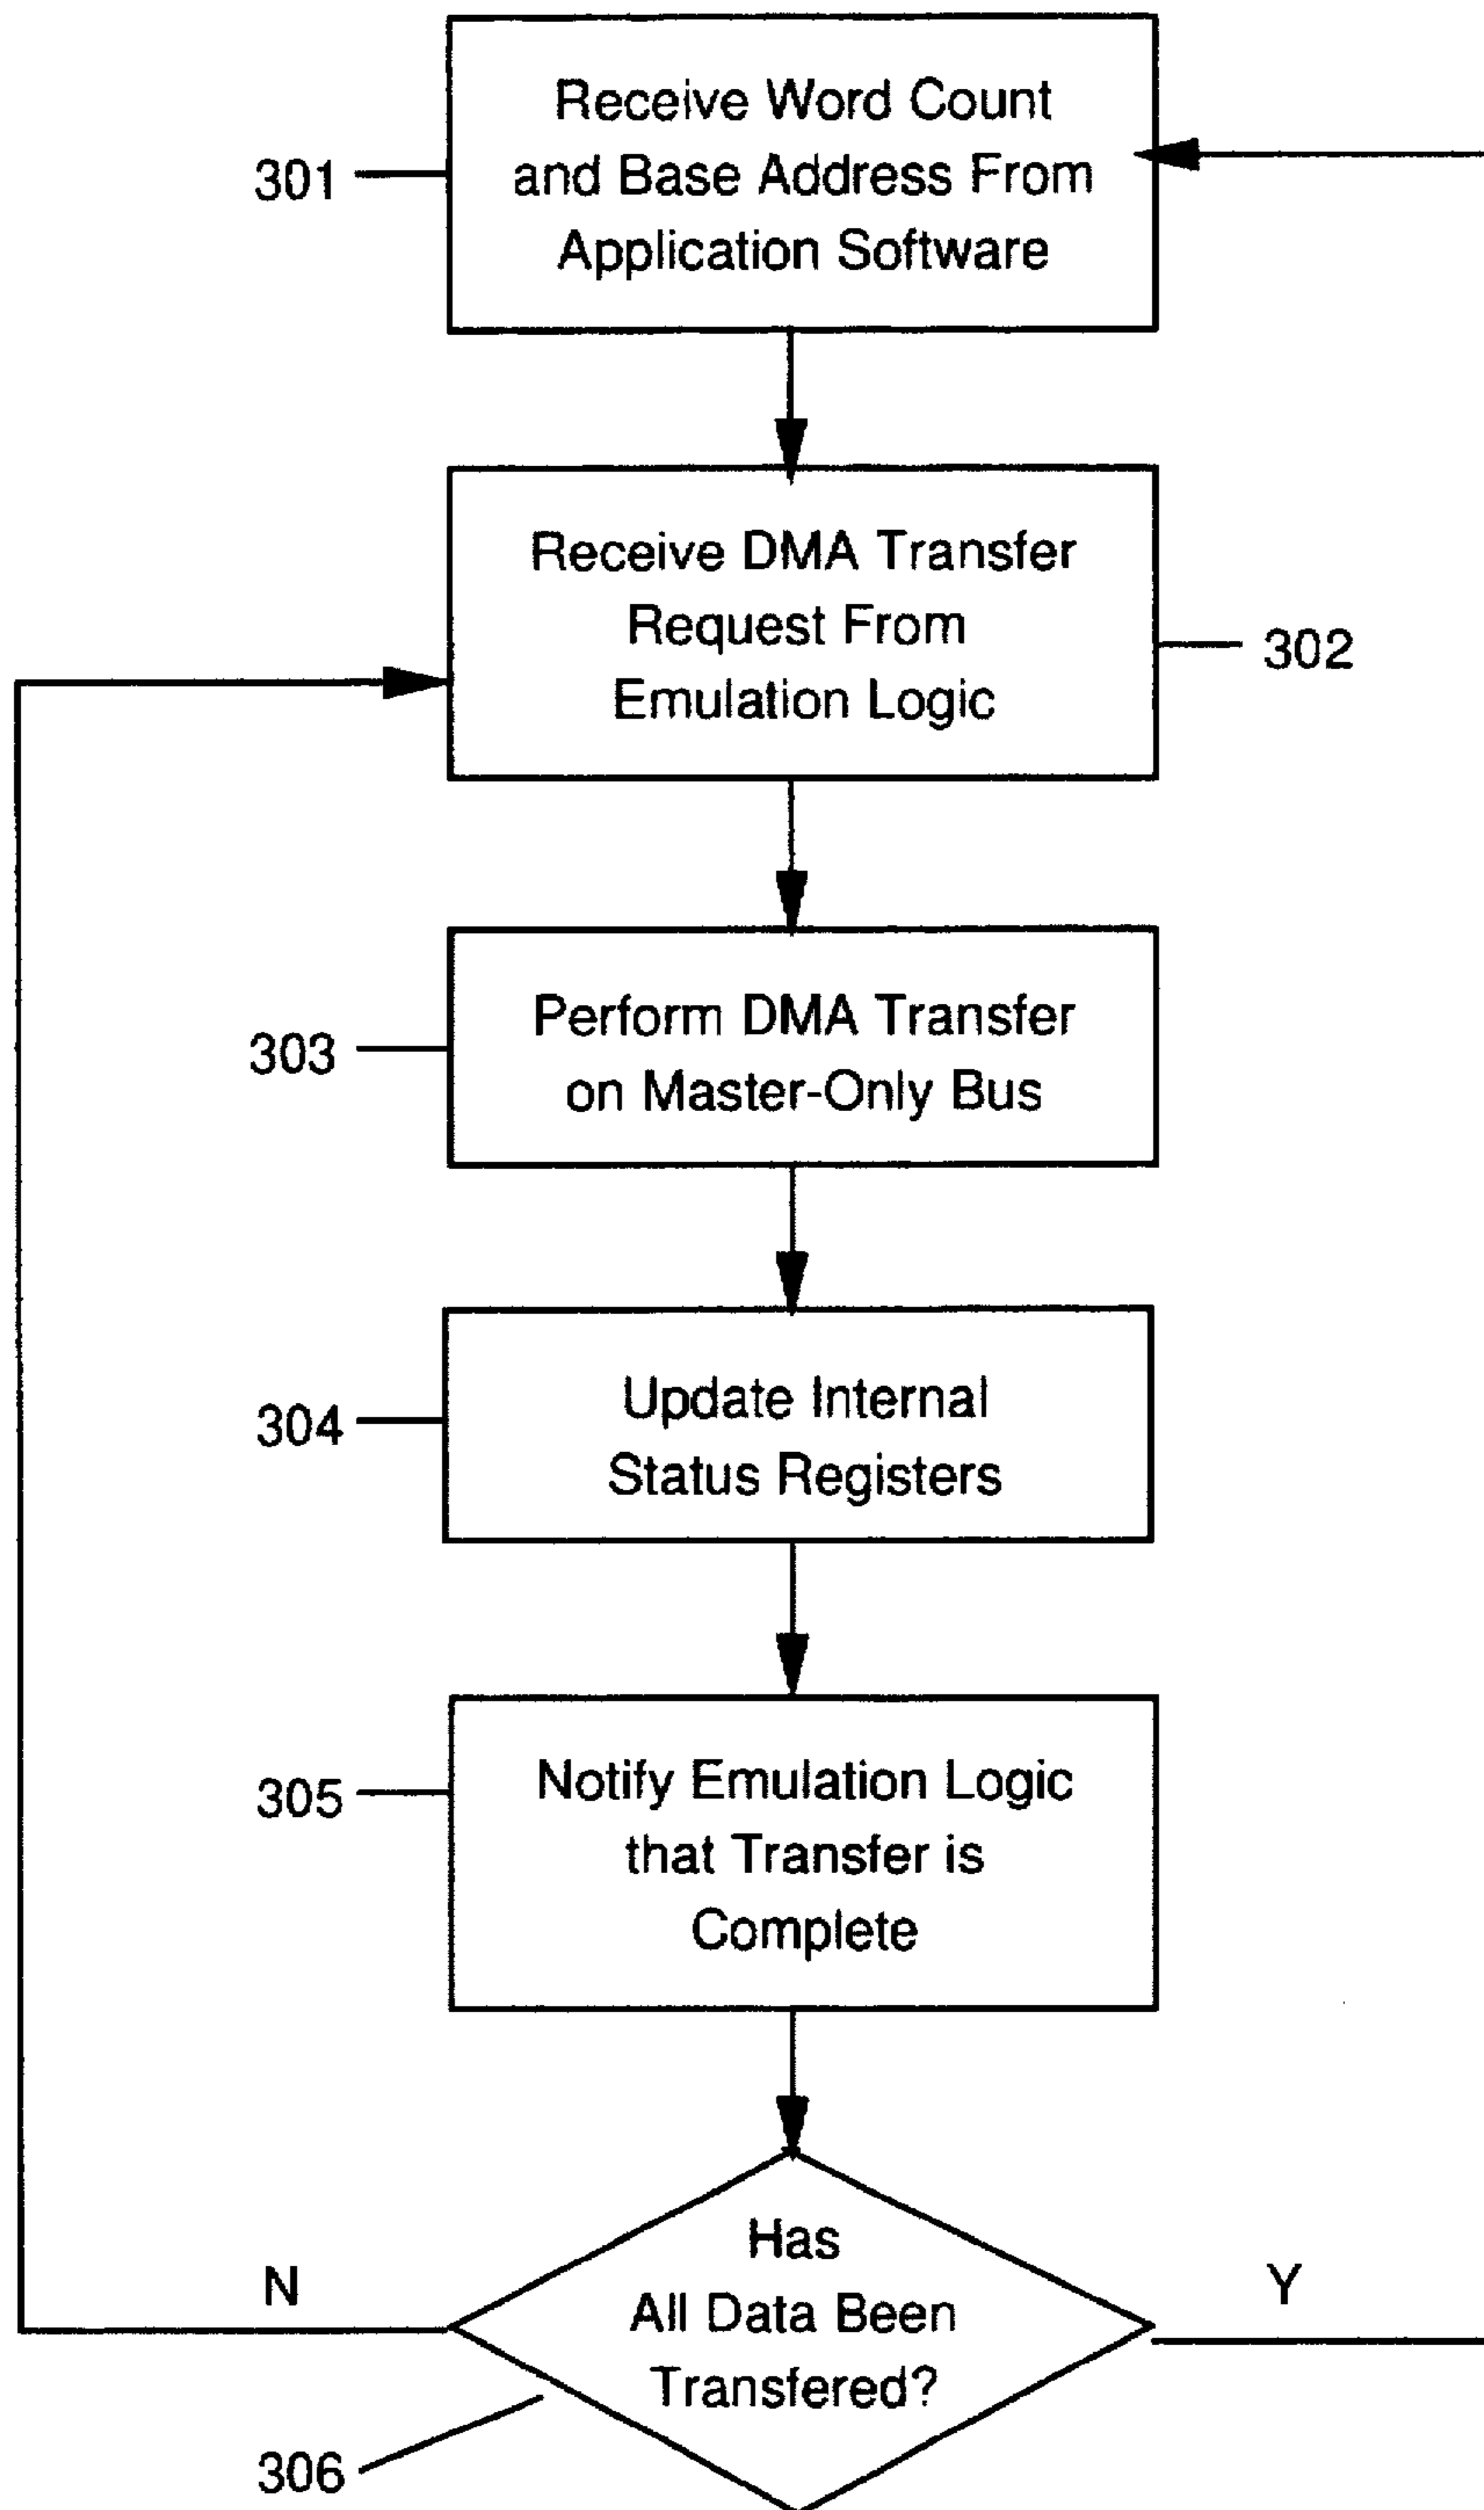 Receive Word Count
and Base Address From
Application Software
301
Receive DMA Transfer
Request From
Emulation Logic
302
Perform DMA Transfer
on Master-Only Bus
303
Update Internal
Status Registers
304
Notify Emulation Logic
that Transfer is
Complete
305
Has
All Data Been
Transfered?
N
Y
306